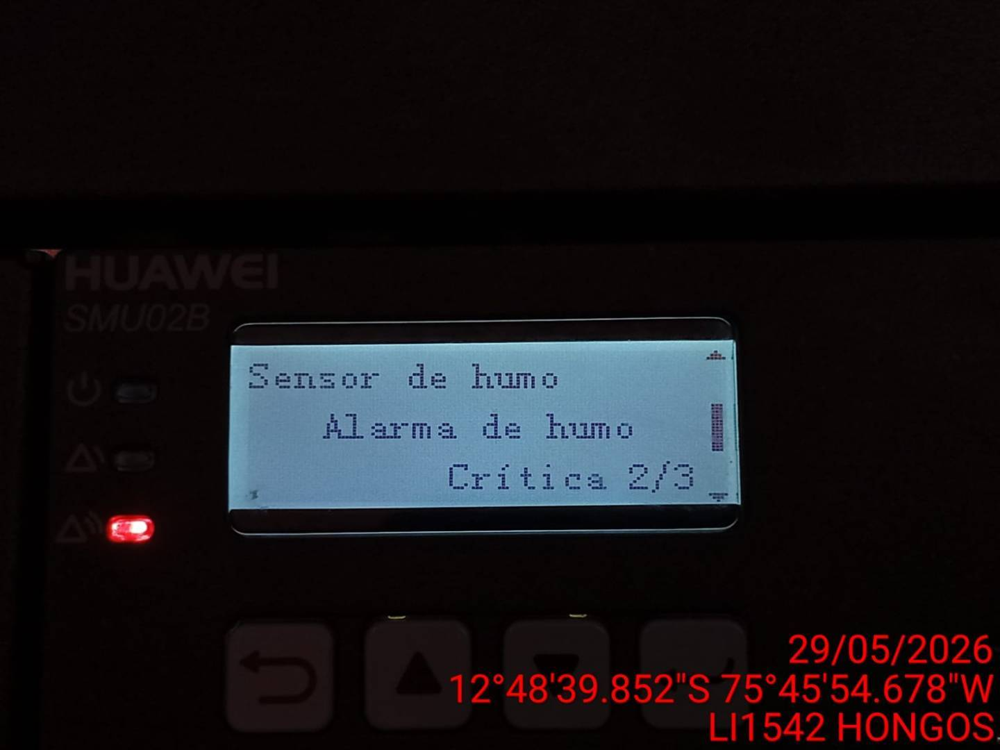 HUAWEI
SMU02B
Sensor de humo
Alarma de humo
Crítica 2/3
29/05/2026
12°48'39.852"S 75°45'54.678"W
LI1542 HONGOS.